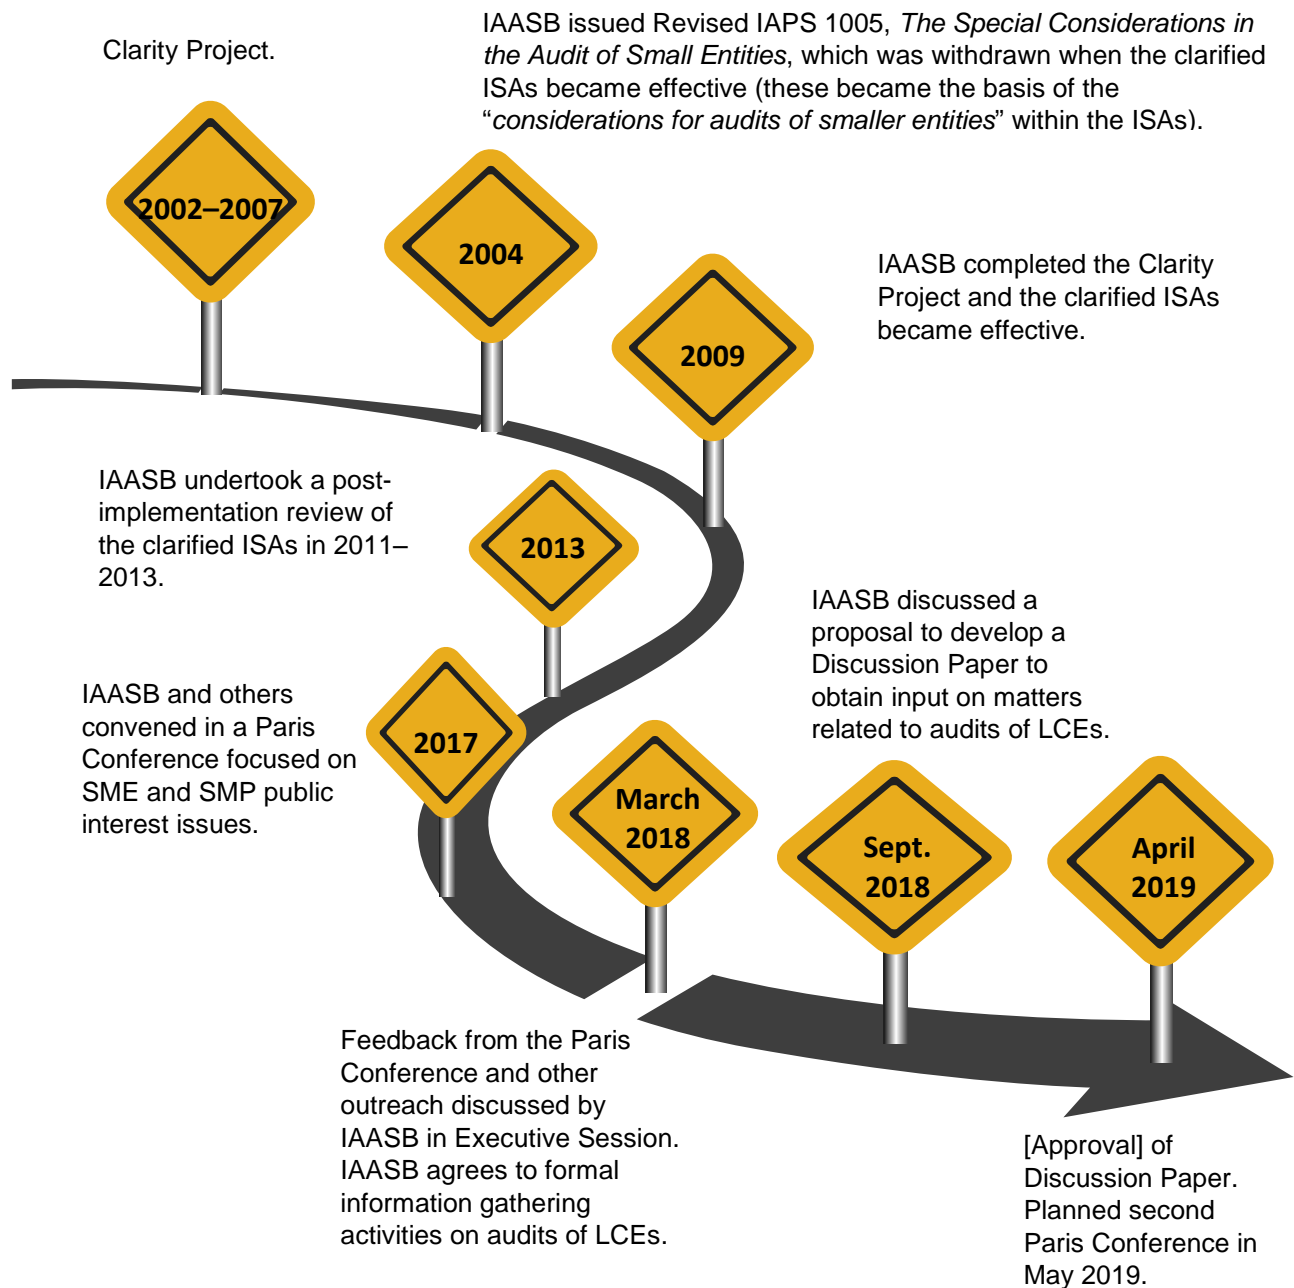 Clarity Project.
IAASB issued Revised IAPS 1005, The Special Considerations in
the Audit of Small Entities, which was withdrawn when the clarified
ISAs became effective (these became the basis of the
“considerations for audits of smaller entities” within the ISAs).
2002–2007
2004
2009
IAASB completed the Clarity
Project and the clarified ISAs
became effective.
IAASB undertook a post-
implementation review of
the clarified ISAs in 2011–
2013.
2013
IAASB discussed a
proposal to develop a
Discussion Paper to
obtain input on matters
related to audits of LCEs.
IAASB and others
convened in a Paris
Conference focused on
SME and SMP public
interest issues.
2017
March
2018
Sept.
2018
April
2019
Feedback from the Paris
Conference and other
outreach discussed by
IAASB in Executive Session.
IAASB agrees to formal
information gathering
activities on audits of LCEs.
[Approval] of
Discussion Paper.
Planned second
Paris Conference in
May 2019.